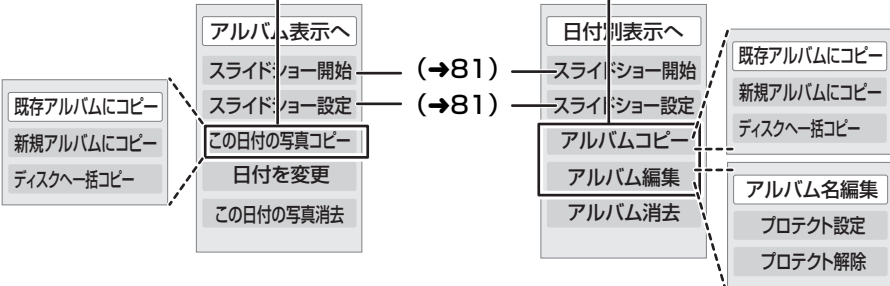 既存アルバムにコピー
新規アルバムにコピー
ディスクへ一括コピー
アルバム表示へ
スライドショー開始
スライドショー設定
この日付の写真コピー
日付を変更
この日付の写真消去
(➜81)
(➜81)
日付別表示へ
スライドショー開始
スライドショー設定
アルバムコピー
アルバム編集
アルバム消去
既存アルバムにコピー
新規アルバムにコピー
ディスクへ一括コピー
アルバム名編集
プロテクト設定
プロテクト解除